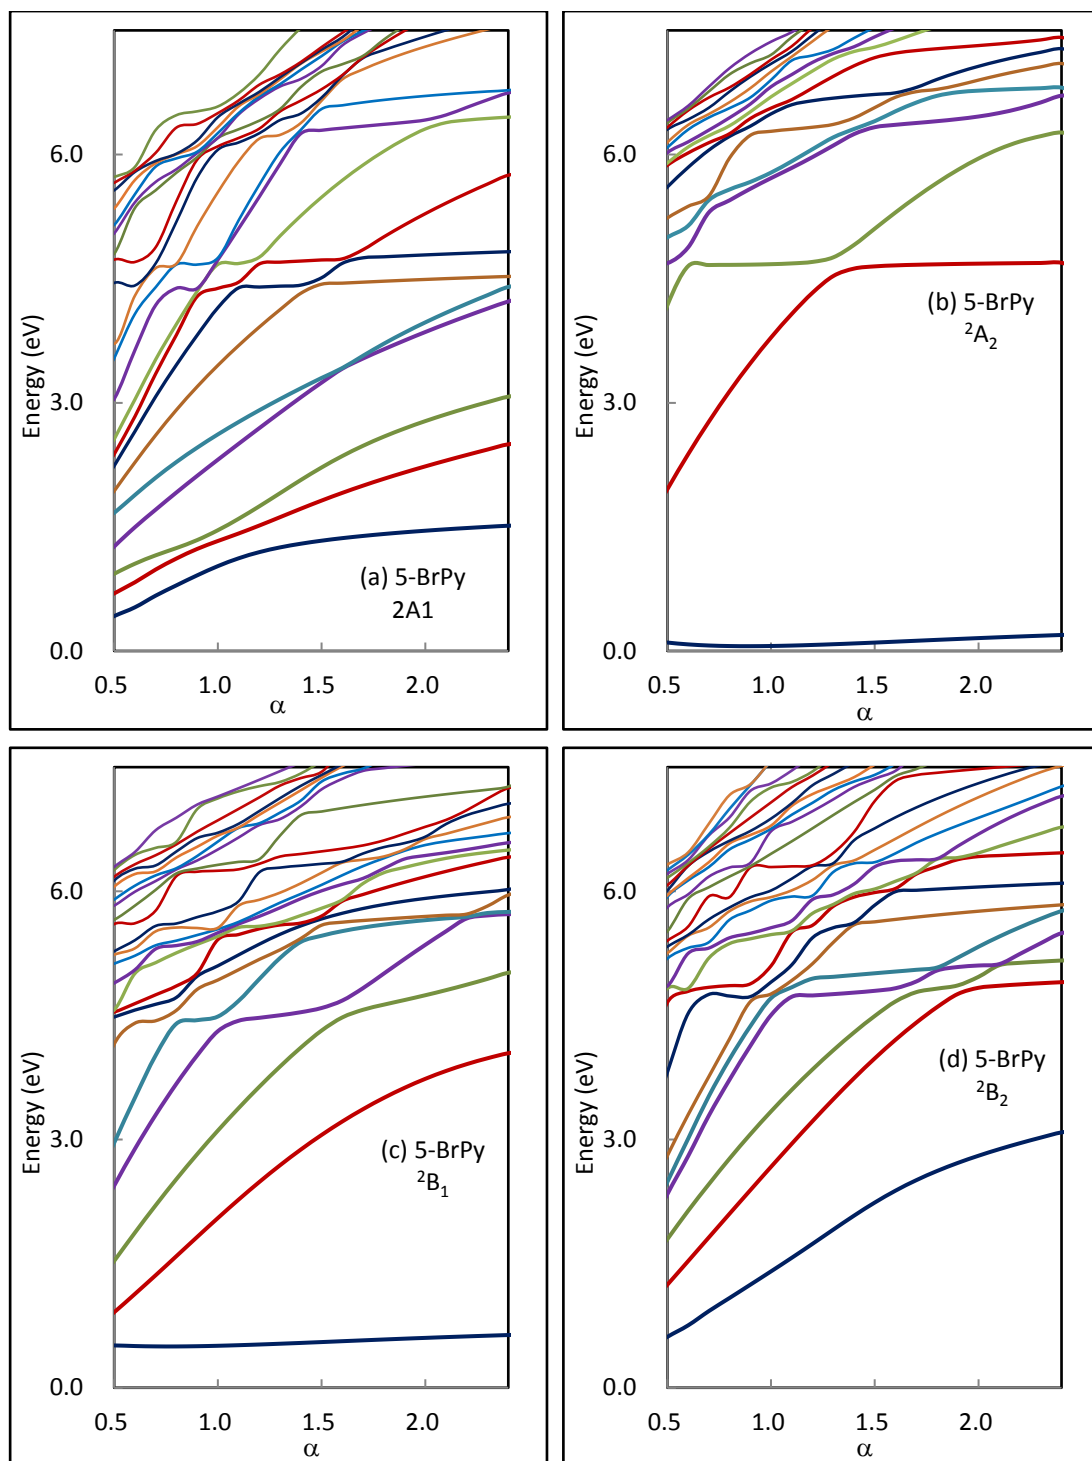 6.0
3.0
0.0
Energy (eV)
(a) 5-BrPy
2A1
0.5 1.0 1.5 2.0
α
6.0
3.0
0.0
Energy (eV)
(b) 5-BrPy
²A₂
0.5 1.0 1.5 2.0
α
6.0
3.0
0.0
Energy (eV)
(c) 5-BrPy
²B₁
0.5 1.0 1.5 2.0
α
6.0
3.0
0.0
Energy (eV)
(d) 5-BrPy
²B₂
0.5 1.0 1.5 2.0
α